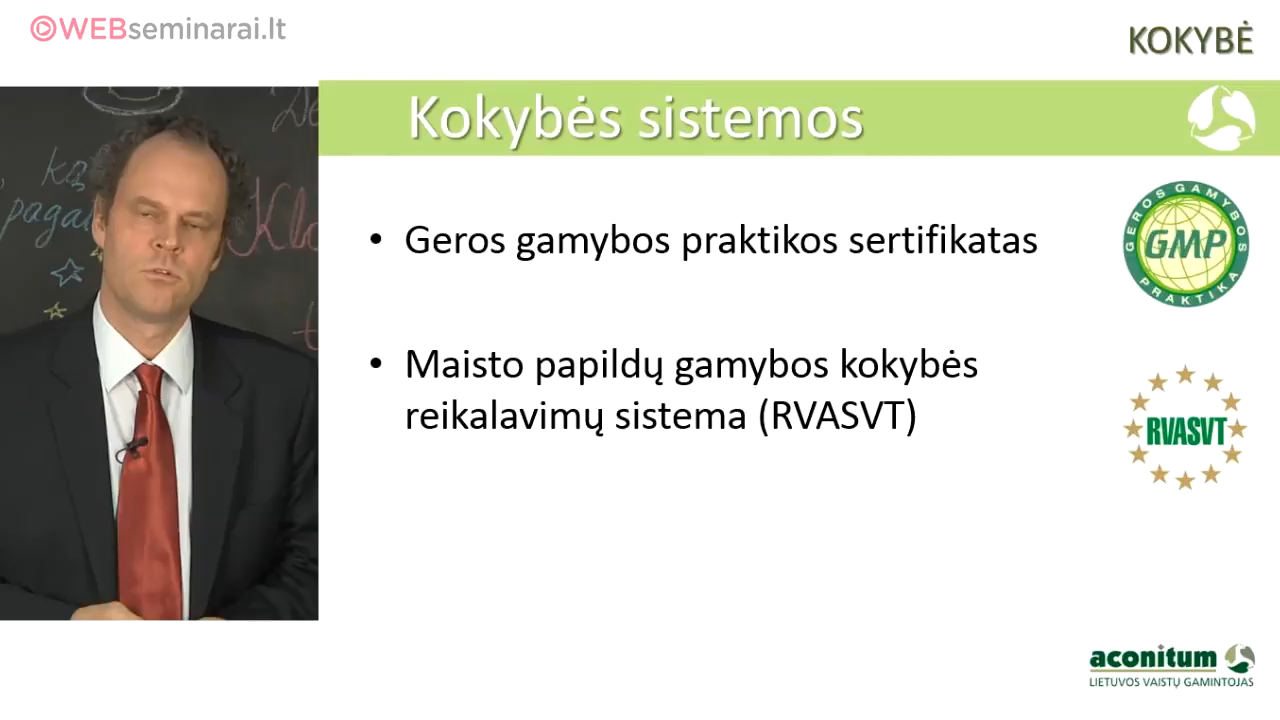 WEBseminarai.lt
KOKYBĖ
Kokybės sistemos
ką
• Geros gamybos praktikos sertifikatas
GEROS GAMYBOS
GMP
PRAKTIKA
• Maisto papildų gamybos kokybės
reikalavimų sistema (RVASVT)
RVASVT
aconitum
LIETUVOS VAISTŲ GAMINTOJAS